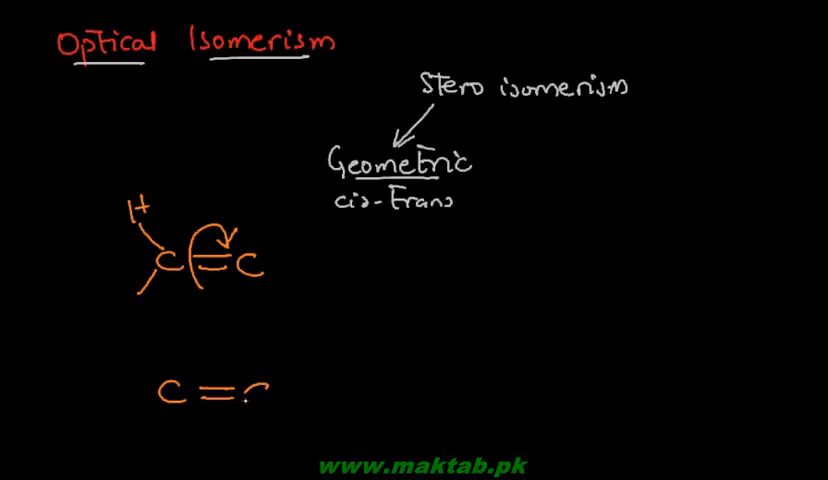 Optical Isomerism
Stero isomerism
Geometric
cis-Trans
H
C = C
C =
www.maktab.pk